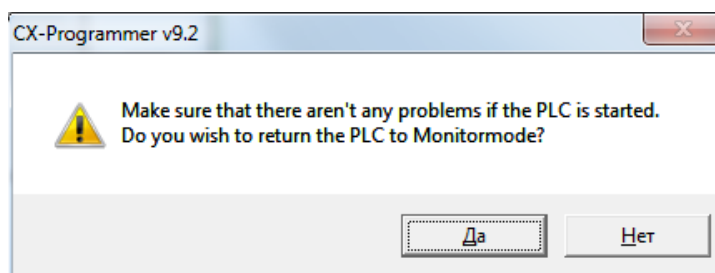 CX-Programmer v9.2
Make sure that there aren't any problems if the PLC is started.
Do you wish to return the PLC to Monitormode?
Да
Нет